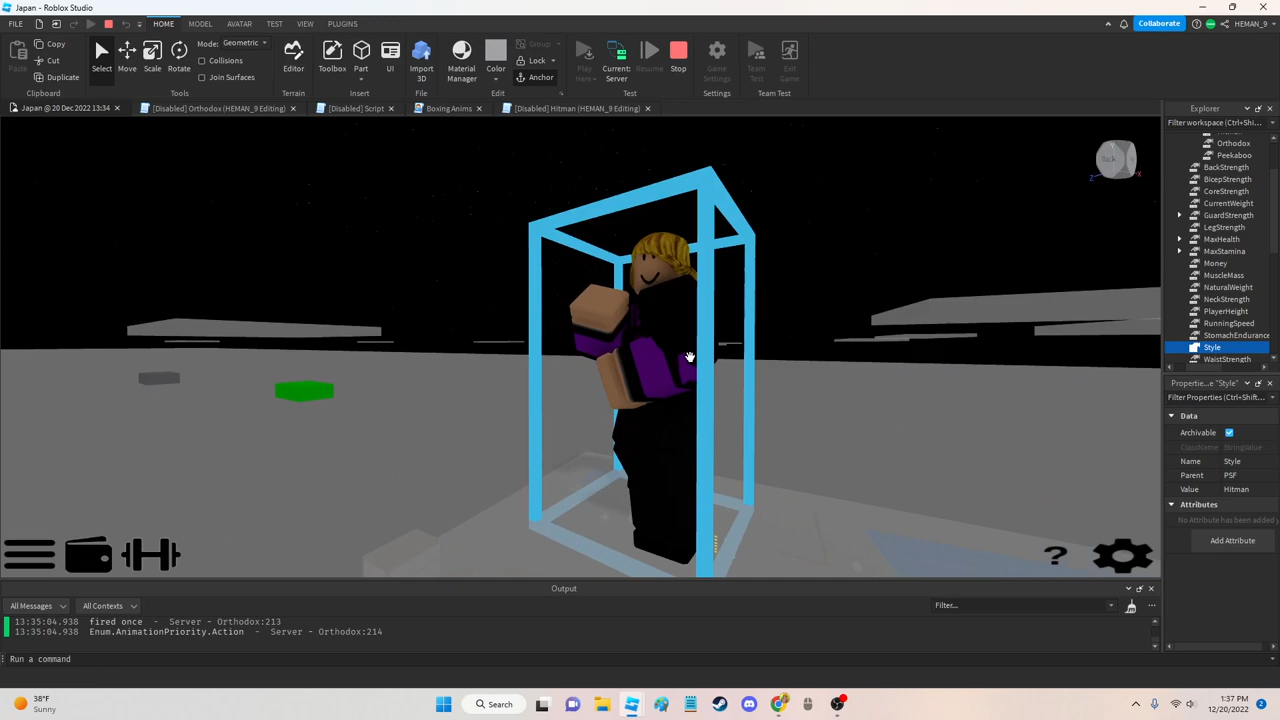 Japan - Roblox Studio
FILE HOME MODEL AVATAR TEST VIEW PLUGINS Collaborate HEMAN_9
Paste Copy Cut Duplicate Clipboard
Select Move Scale Rotate Mode: Geometric Collisions Join Surfaces Tools
Editor Terrain
Toolbox Part UI Insert
Import 3D File
Material Manager Color Group Lock Anchor Edit
Play Here Current: Server Resume Stop Test
Game Settings Settings
Team Test Exit Game Team Test
Japan @ 20 Dec 2022 13:34 [Disabled] Orthodox (HEMAN_9 Editing) [Disabled] Script Boxing Anims [Disabled] Hitman (HEMAN_9 Editing)
Back Y Z X
Explorer
Filter workspace (Ctrl+Shi...
Orthodox
Peekaboo
BackStrength
BicepStrength
CoreStrength
CurrentWeight
GuardStrength
LegStrength
MaxHealth
MaxStamina
Money
MuscleMass
NaturalWeight
NeckStrength
PlayerHeight
RunningSpeed
StomachEndurance
Style
WaistStrength
Propertie...e "Style"
Filter Properties (Ctrl+Shift...
Data
Archivable
ClassName StringValue
Name Style
Parent PSF
Value Hitman
Attributes
No Attribute has been added
Add Attribute
?
Output
All Messages All Contexts Filter...
13:35:04.938 fired once - Server - Orthodox:213
13:35:04.938 Enum.AnimationPriority.Action - Server - Orthodox:214
Run a command
38°F
Sunny
Search
1:37 PM
12/20/2022
2